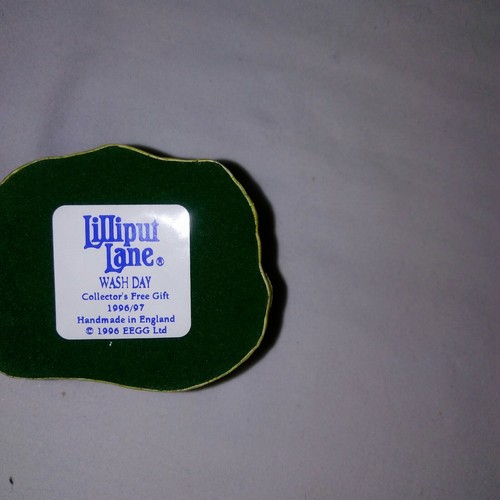 Lilliput
Lane®
WASH DAY
Collector's Free Gift
1996/97
Handmade in England
© 1996 EEGG Ltd